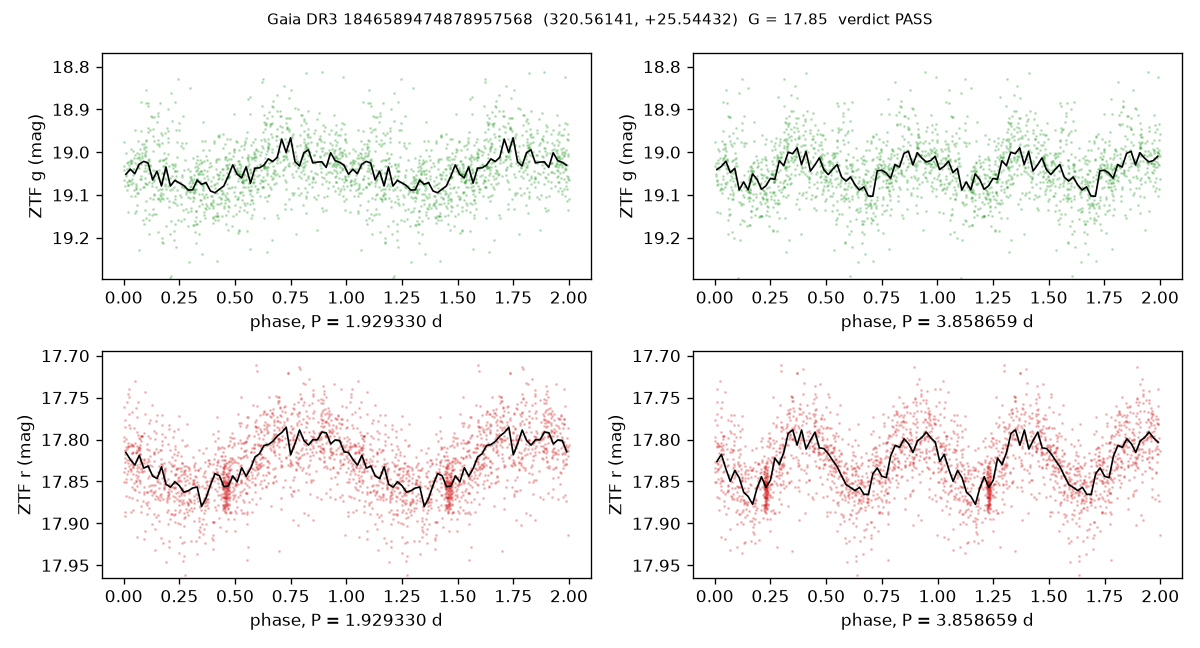 Gaia DR3 1846589474878957568 (320.56141, +25.54432) G = 17.85 verdict PASS
ZTF g (mag)
18.8
18.9
19.0
19.1
19.2
0.00 0.25 0.50 0.75 1.00 1.25 1.50 1.75 2.00
phase, P = 1.929330 d
ZTF g (mag)
18.8
18.9
19.0
19.1
19.2
0.00 0.25 0.50 0.75 1.00 1.25 1.50 1.75 2.00
phase, P = 3.858659 d
ZTF r (mag)
17.70
17.75
17.80
17.85
17.90
17.95
0.00 0.25 0.50 0.75 1.00 1.25 1.50 1.75 2.00
phase, P = 1.929330 d
ZTF r (mag)
17.70
17.75
17.80
17.85
17.90
17.95
0.00 0.25 0.50 0.75 1.00 1.25 1.50 1.75 2.00
phase, P = 3.858659 d